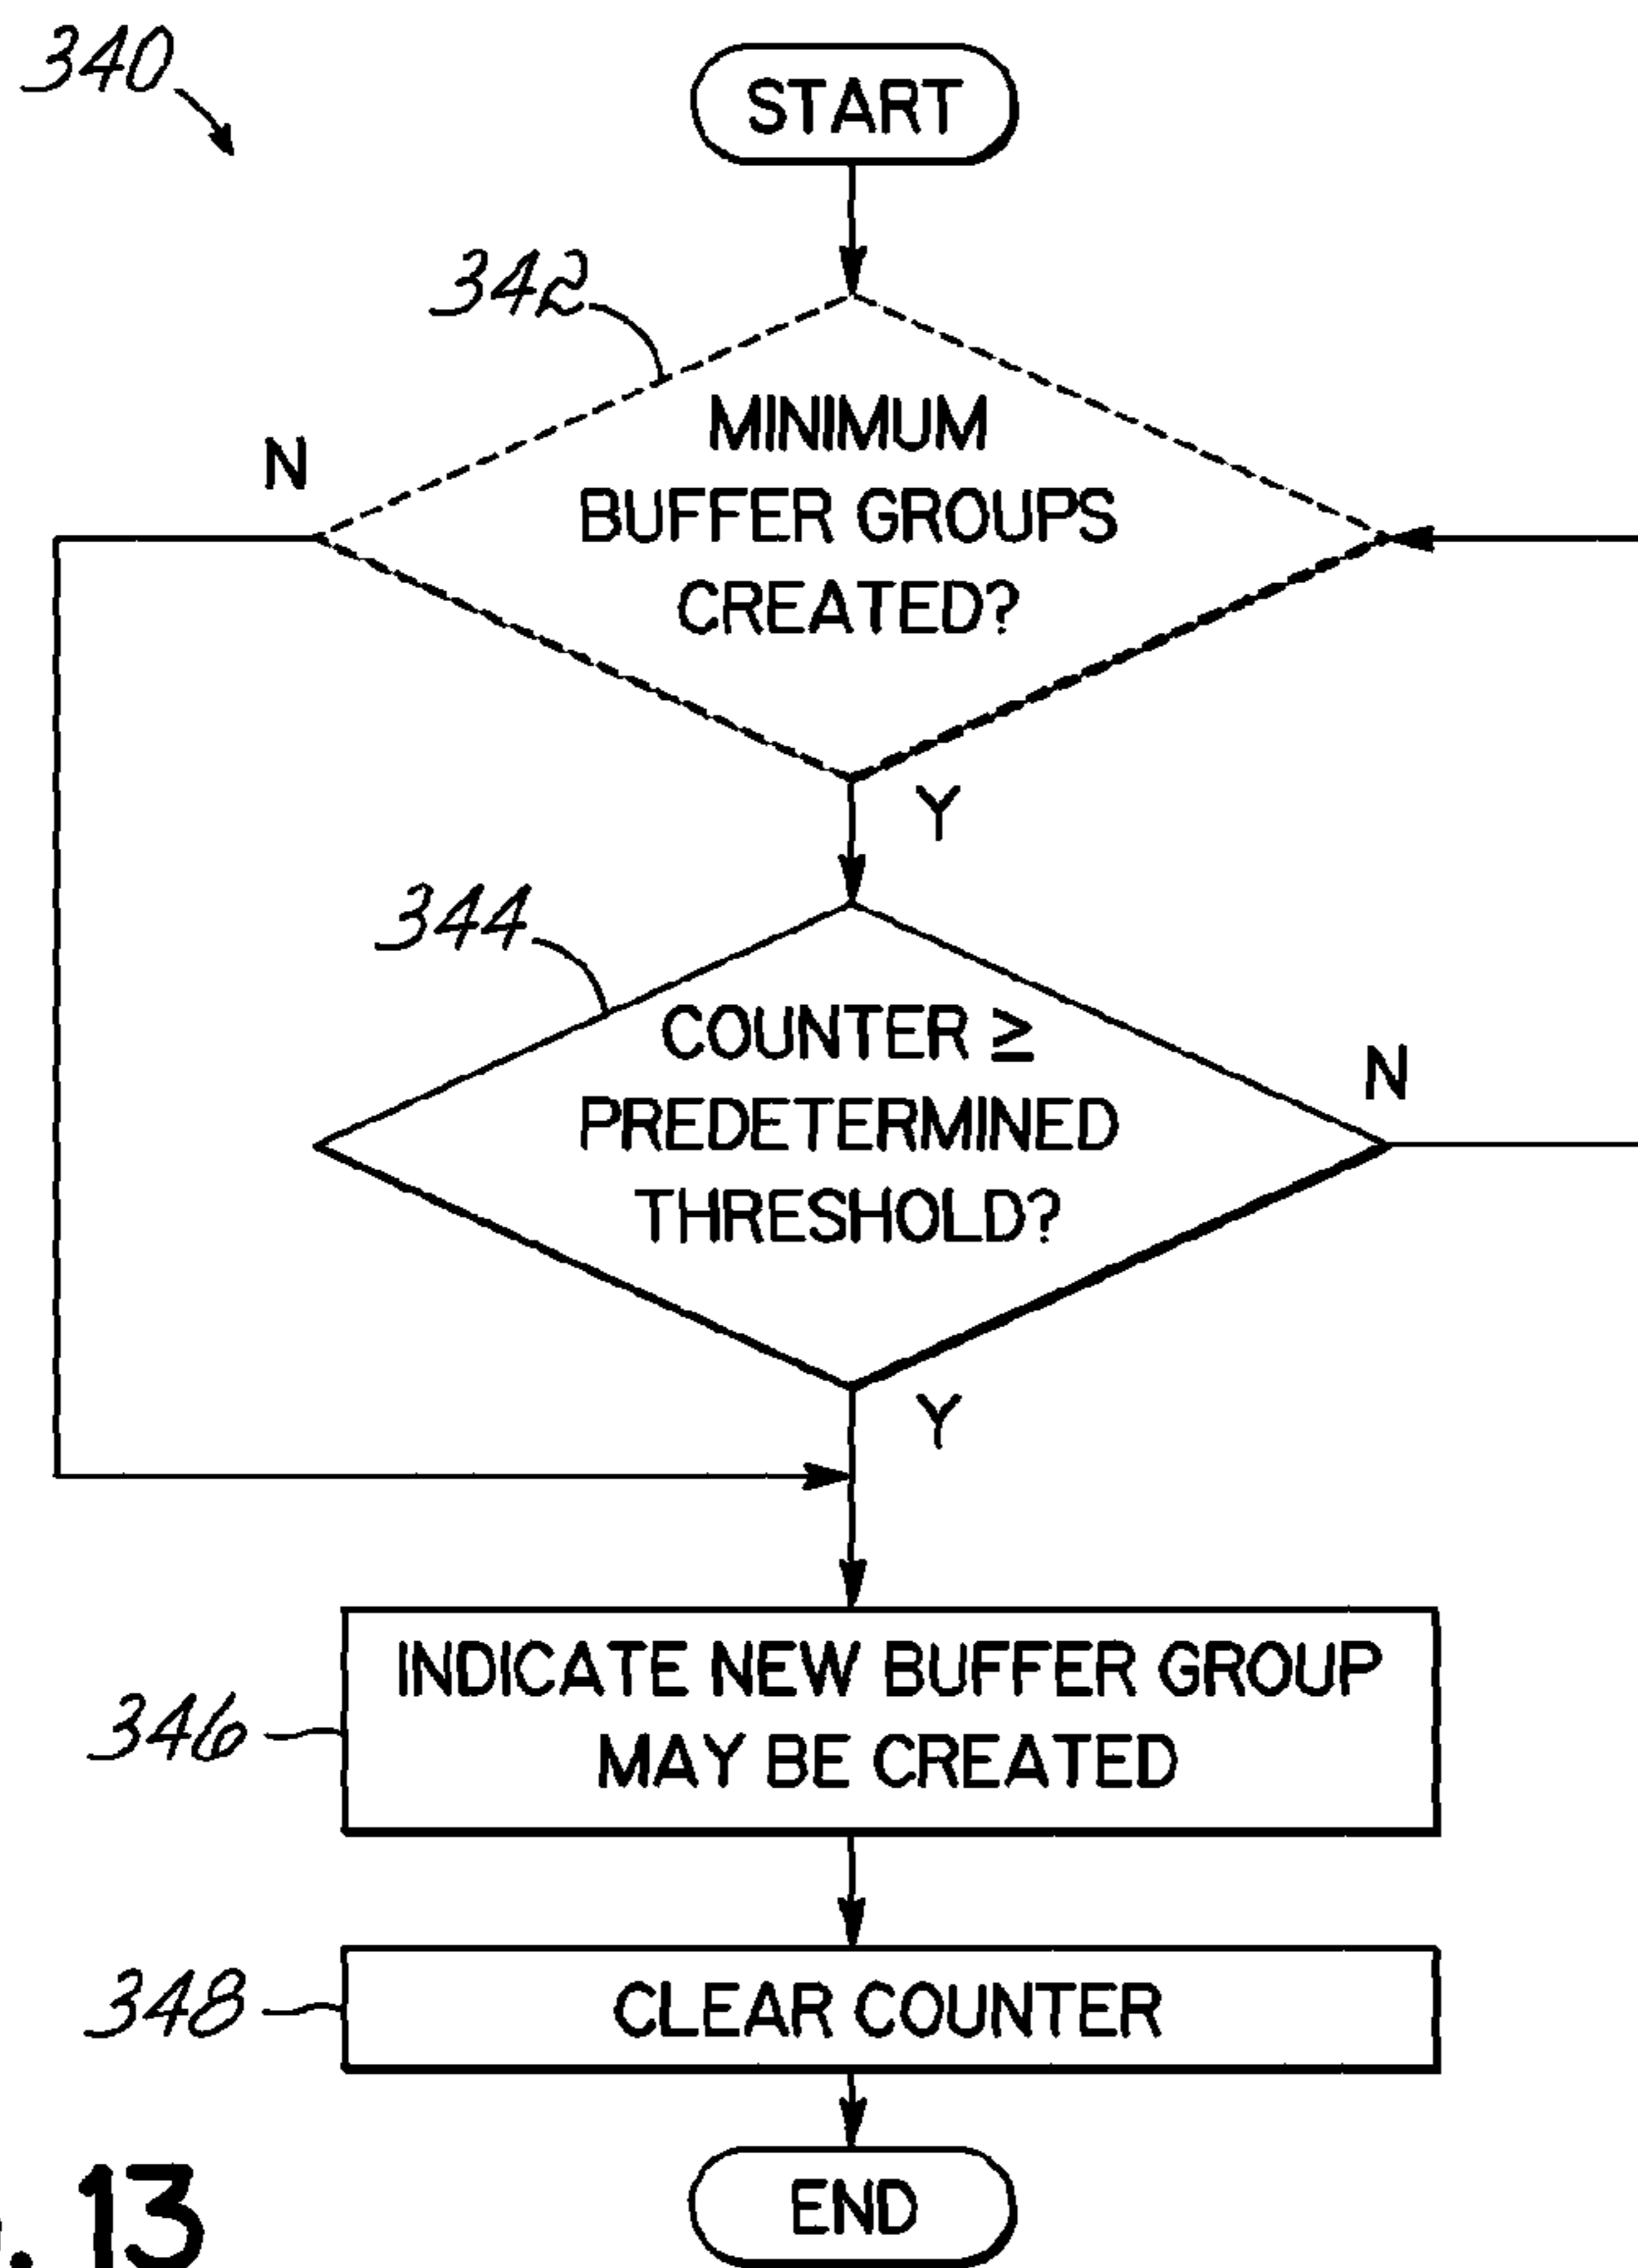 340
START
342
MINIMUM
BUFFER GROUPS
CREATED?
N
Y
344
COUNTER ≥
PREDETERMINED
THRESHOLD?
N
Y
346
INDICATE NEW BUFFER GROUP
MAY BE CREATED
348
CLEAR COUNTER
END
. 13